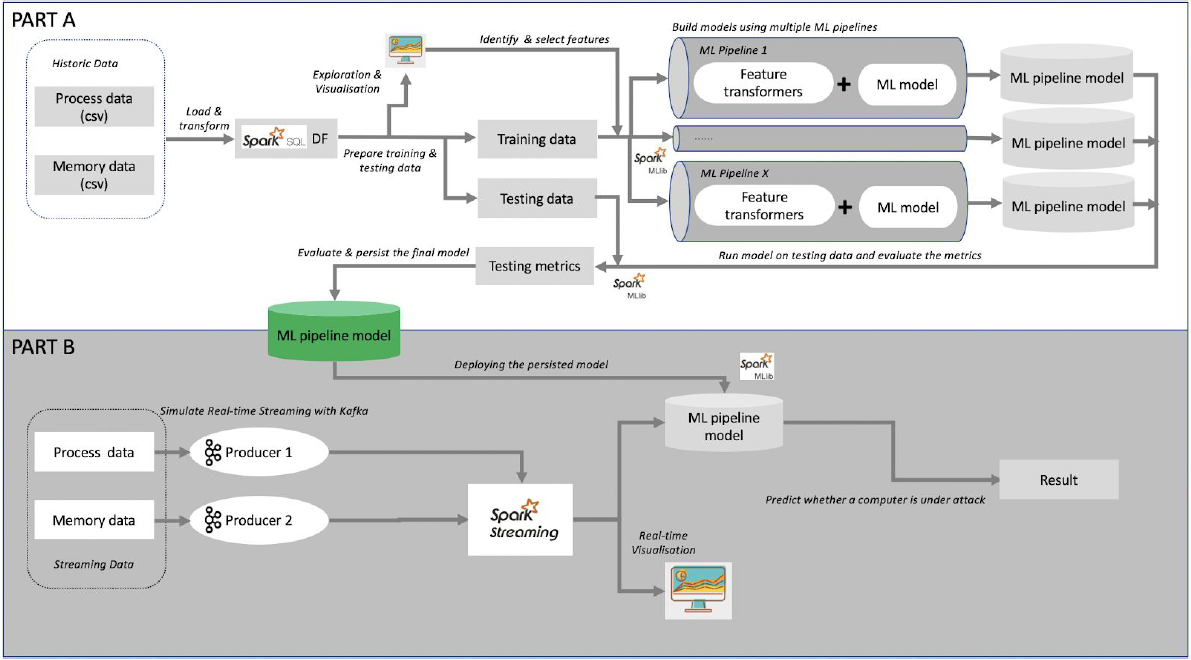 PART A
Historic Data
Process data
(csv)
Memory data
(csv)
Load &
transform
Spark SQL DF
Exploration &
Visualisation
Identify & select features
Prepare training &
testing data
Training data
Testing data
Spark
MLlib
Build models using multiple ML pipelines
ML Pipeline 1
Feature
transformers
+
ML model
ML pipeline model
......
ML pipeline model
ML Pipeline X
Feature
transformers
+
ML model
ML pipeline model
Run model on testing data and evaluate the metrics
Spark
MLlib
Testing metrics
Evaluate & persist the final model
ML pipeline model
PART B
Deploying the persisted model
Spark
MLlib
Simulate Real-time Streaming with Kafka
Process data
Memory data
Streaming Data
Producer 1
Producer 2
Spark
Streaming
ML pipeline
model
Real-time
Visualisation
Predict whether a computer is under attack
Result